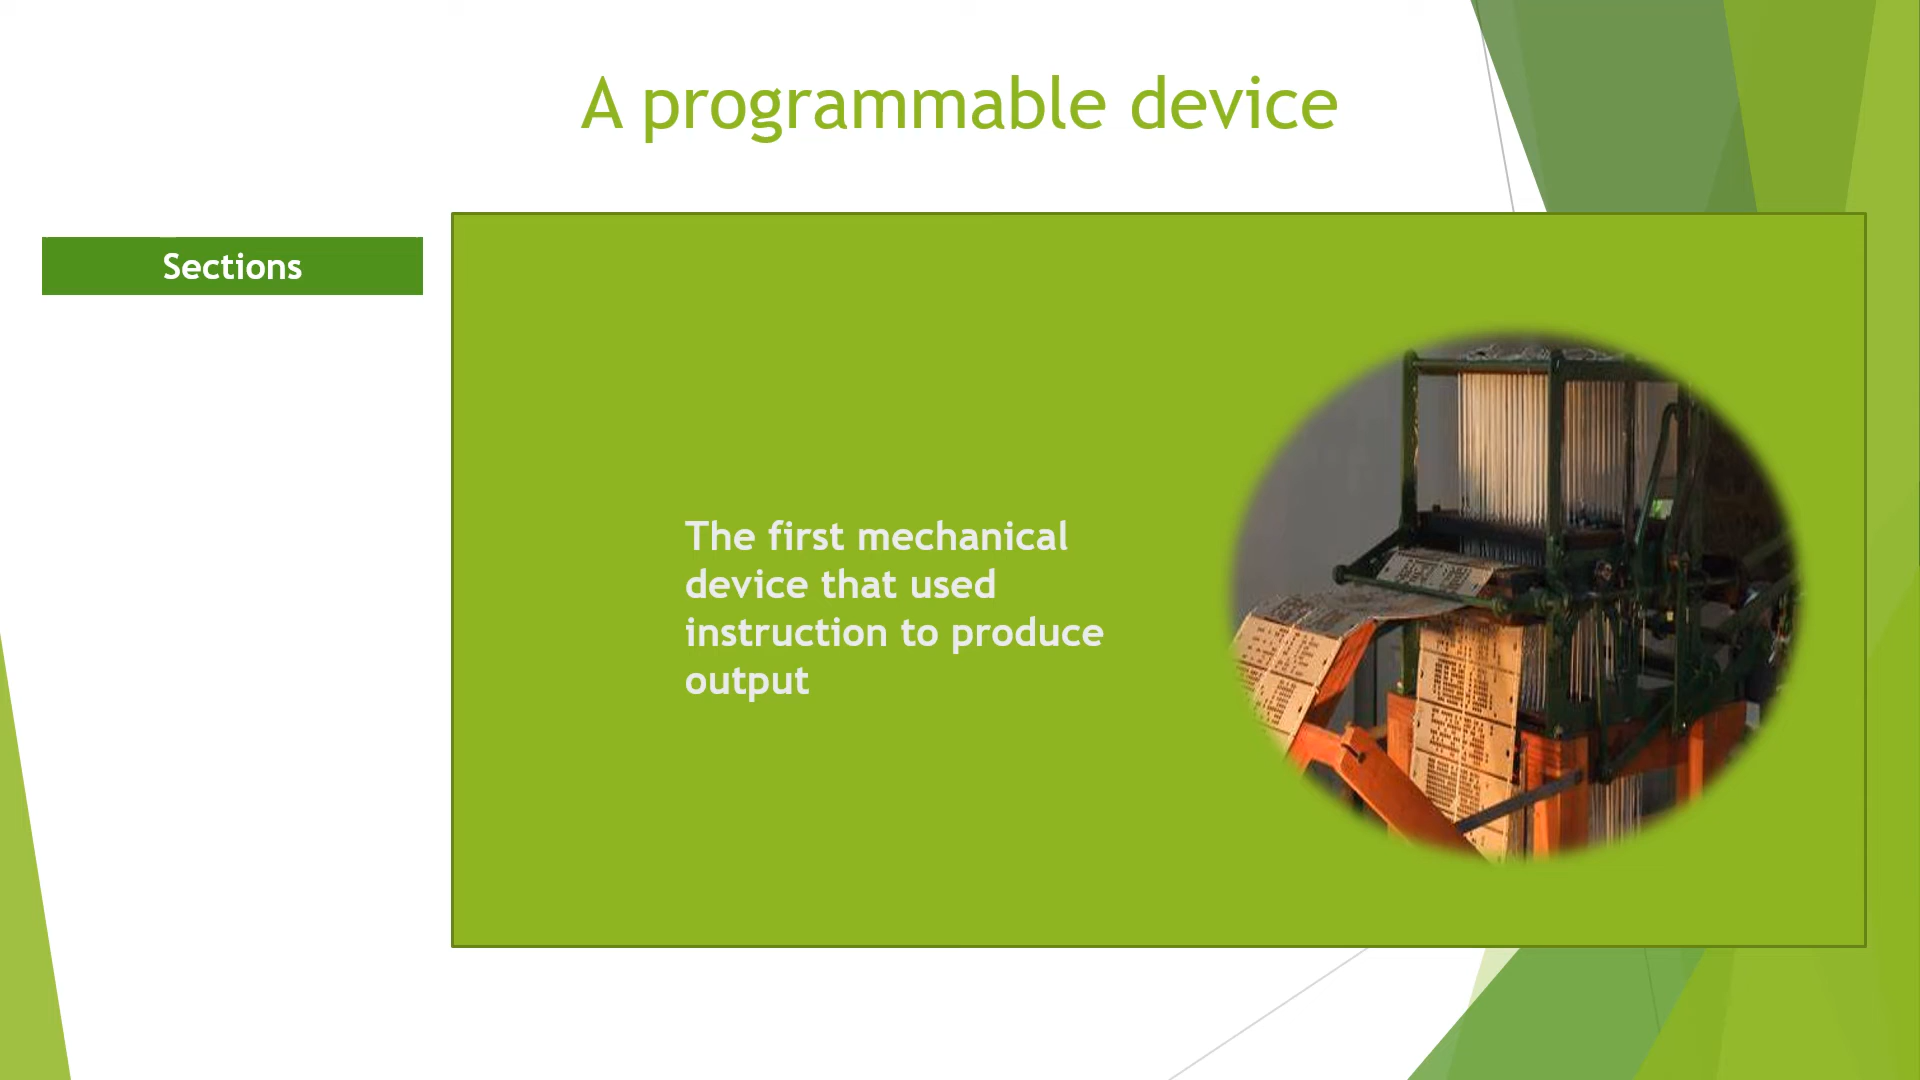 A programmable device
Sections
The first mechanical
device that used
instruction to produce
output